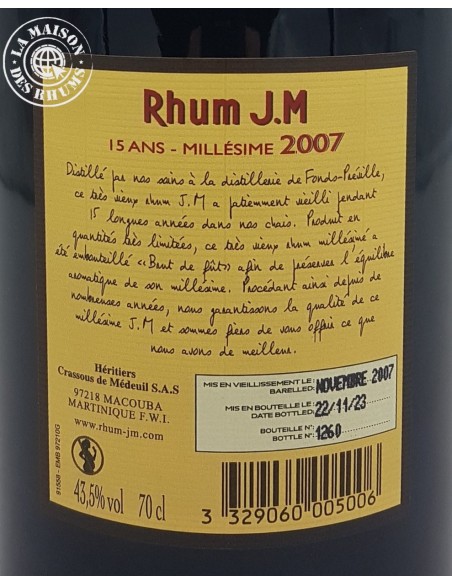 LA MAISON
DES RHUMS
Rhum J.M
15 ANS - MILLÉSIME 2007
Distillé par nos soins à la distillerie de Fonds-Préville,
ce très vieux rhum J.M a patiemment vieilli pendant
15 longues années dans nos chais. Produit en
quantités très limitées, ce très vieux rhum millésimé a
été embouteillé «Brut de fût» afin de préserver l'équilibre
aromatique de son millésime. Procédant ainsi depuis de
nombreuses années, nous garantissons la qualité de ce
millésime J.M et sommes fiers de vous offrir ce que
nous avons de meilleur.
Héritiers
Crassous de Médeuil S.A.S
97218 MACOUBA
MARTINIQUE F.W.I.
www.rhum-jm.com
MIS EN VIEILLISSEMENT LE:
BARELLED: NOVEMBRE 2007
MIS EN BOUTEILLE LE:
DATE BOTTLED: 22/11/23
BOUTEILLE N°:
BOTTLE N°: 1260
91558 - EMB 97210G
43,5% vol 70 cl
3 329060 005006